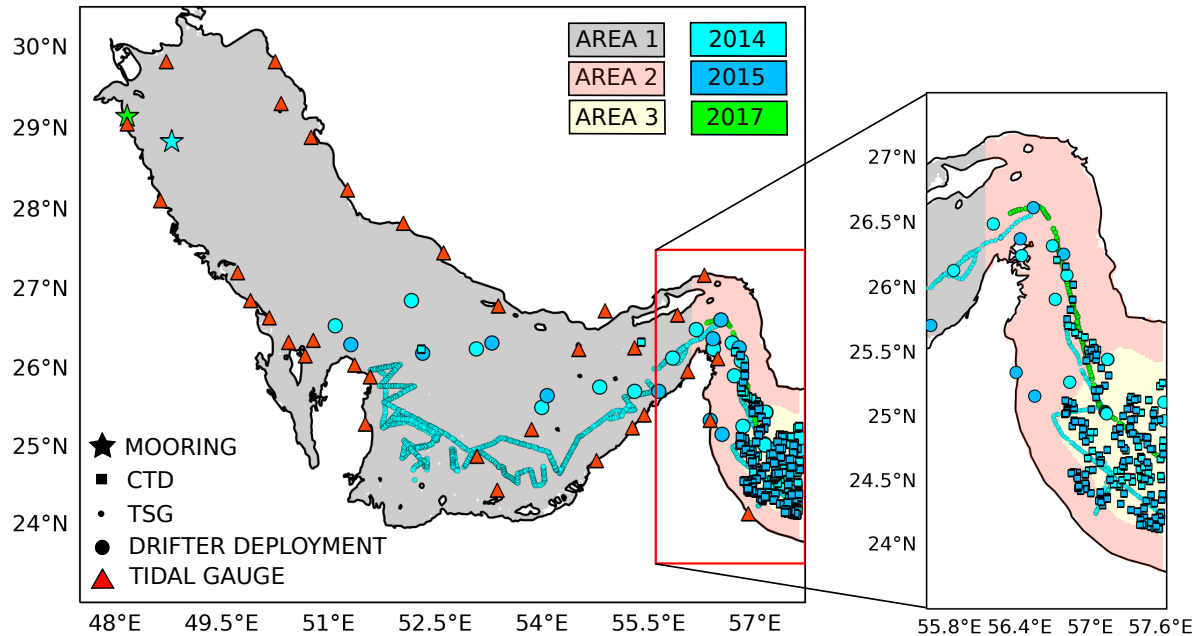 30°N
29°N
28°N
27°N
26°N
25°N
24°N
AREA 1
2014
AREA 2
2015
AREA 3
2017
MOORING
CTD
TSG
DRIFTER DEPLOYMENT
TIDAL GAUGE
48°E 49.5°E 51°E 52.5°E 54°E 55.5°E 57°E
27°N
26.5°N
26°N
25.5°N
25°N
24.5°N
24°N
55.8°E 56.4°E 57°E 57.6°E